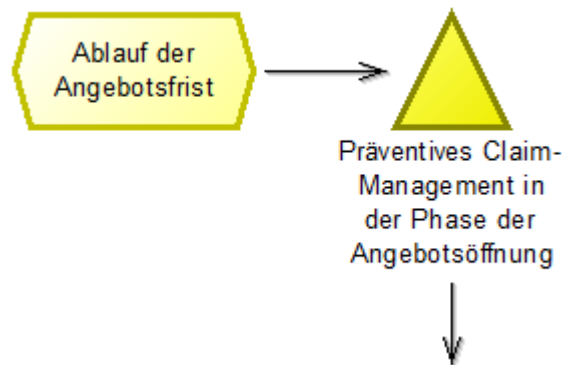 Ablauf der
Angebotsfrist
Präventives Claim-
Management in
der Phase der
Angebotsöffnung